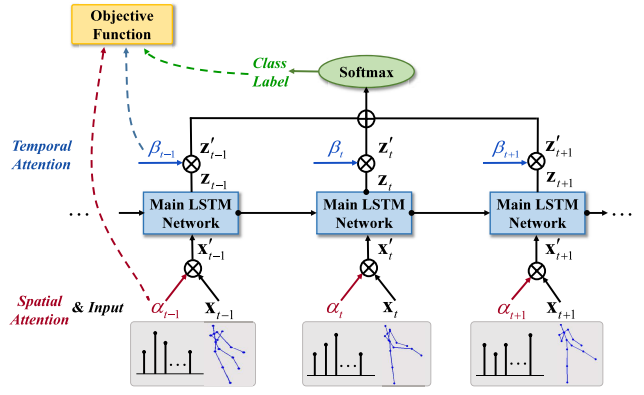 Objective
Function
Class
Label
Softmax
Temporal
Attention
β_{t-1}
z'_{t-1}
β_t
z'_t
β_{t+1}
z'_{t+1}
z_{t-1}
z_t
z_{t+1}
...
Main LSTM
Network
Main LSTM
Network
Main LSTM
Network
...
x'_{t-1}
x'_t
x'_{t+1}
Spatial
Attention
& Input
α_{t-1}
x_{t-1}
α_t
x_t
α_{t+1}
x_{t+1}
...
...
...